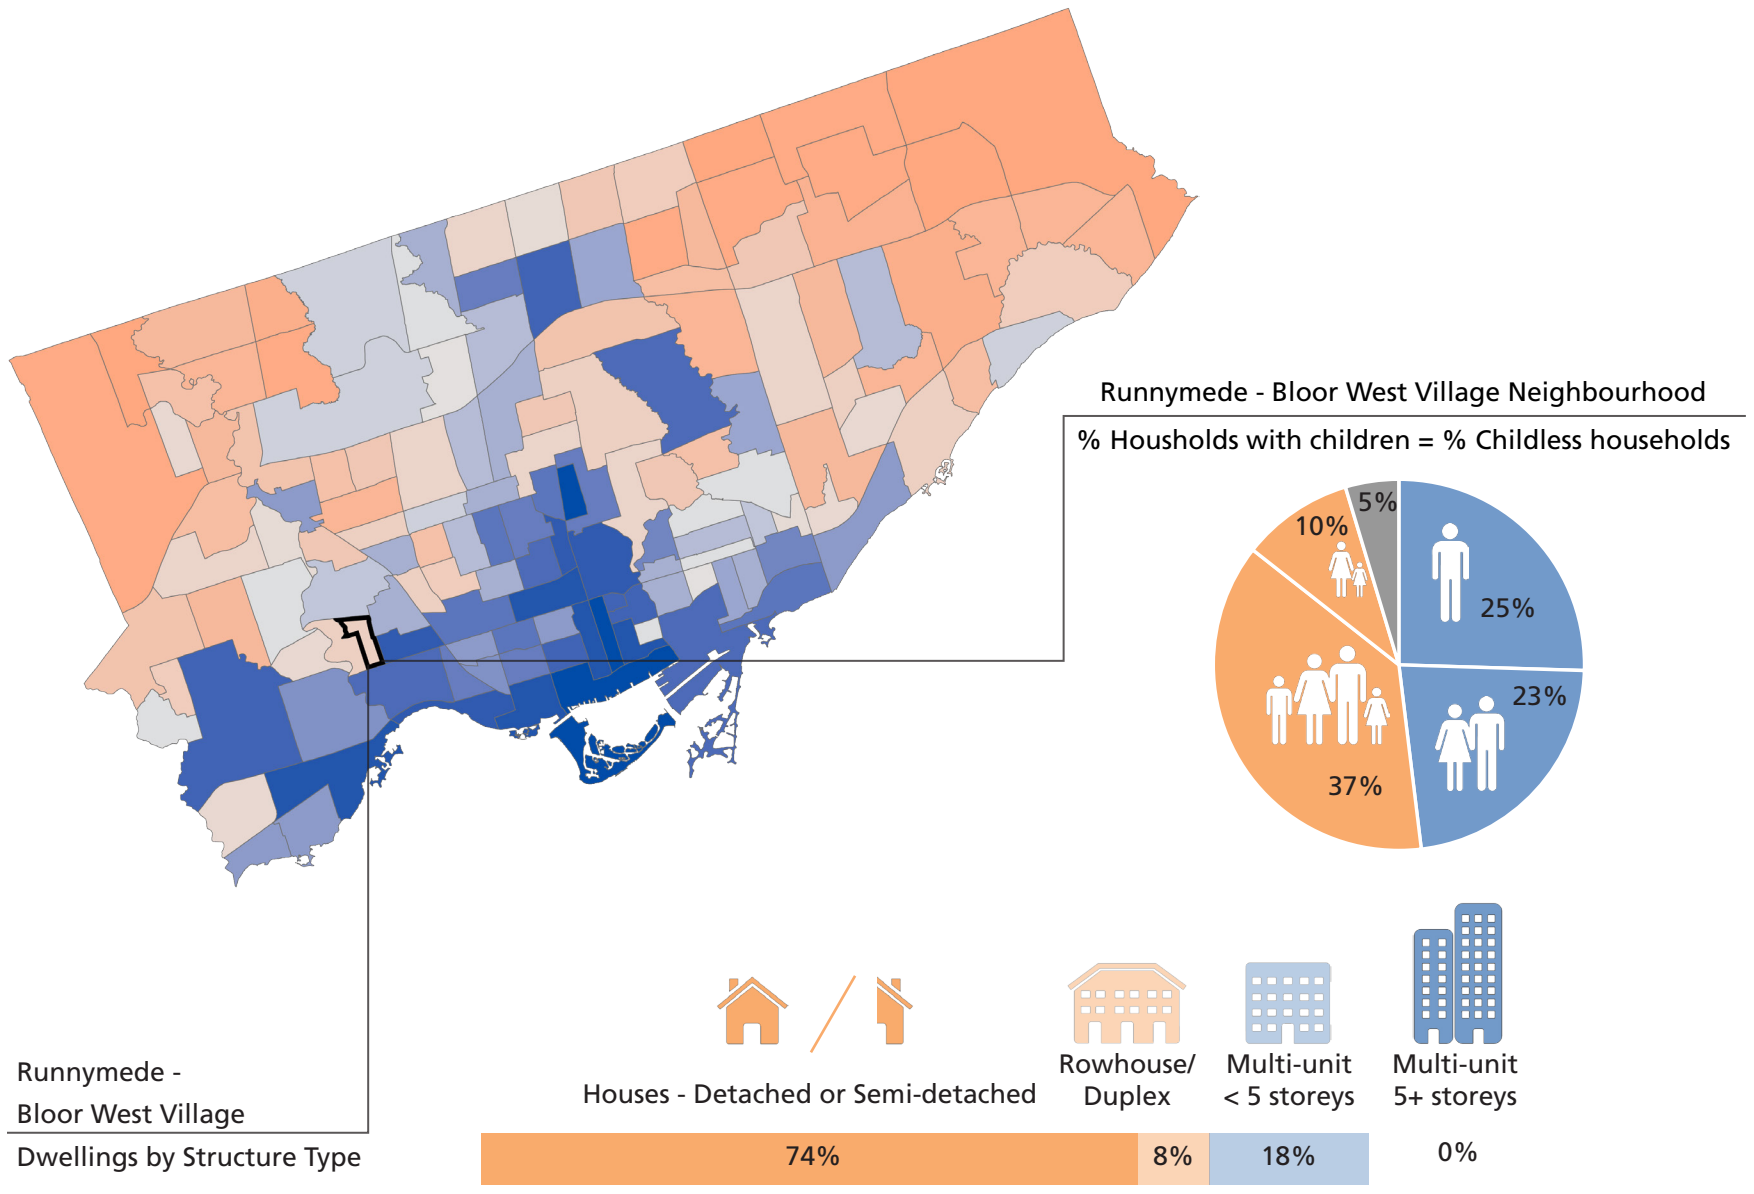 Runnymede - Bloor West Village Neighbourhood
% Housholds with children = % Childless households
5%
10%
25%
23%
37%
Houses - Detached or Semi-detached
Rowhouse/
Duplex
Multi-unit
< 5 storeys
Multi-unit
5+ storeys
Runnymede -
Bloor West Village
Dwellings by Structure Type
74%
8%
18%
0%